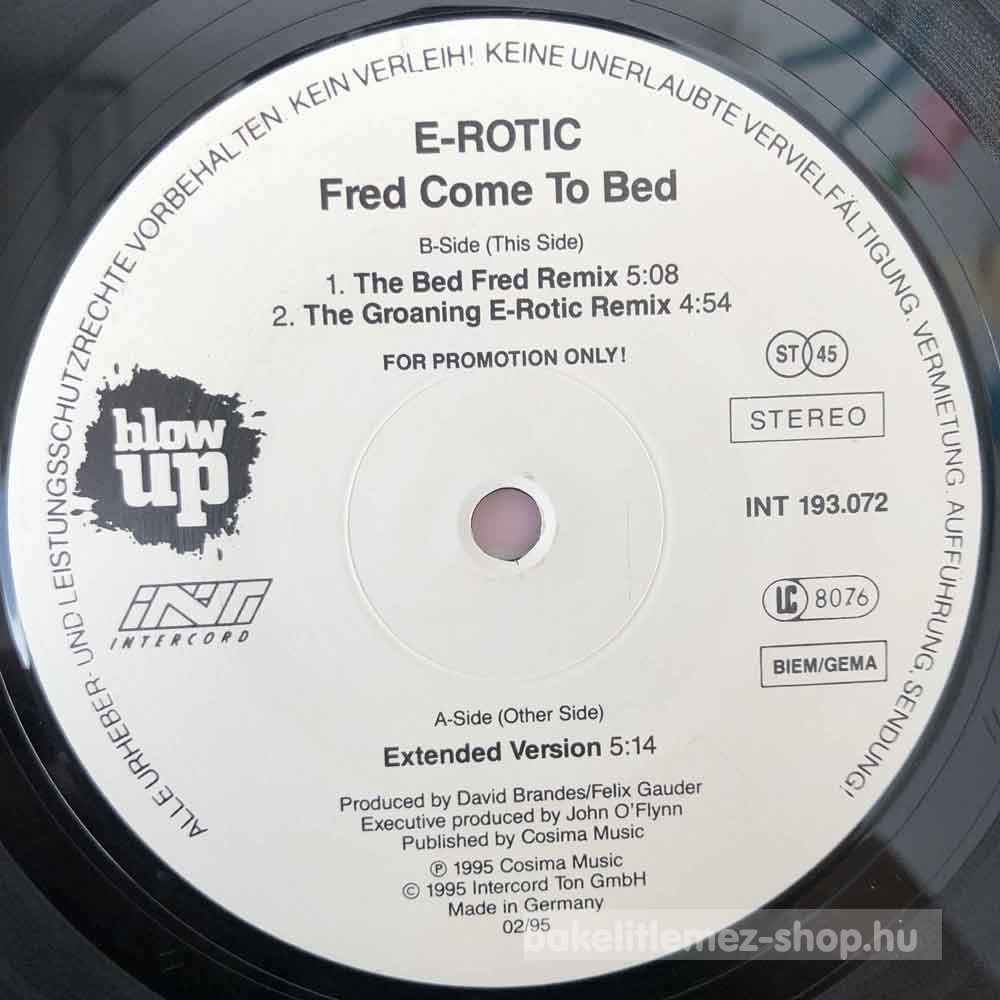 ALLE URHEBER- UND LEISTUNGSSCHUTZRECHTE VORBEHALTEN KEIN VERLEIH! KEINE UNERLAUBTE VERVIELFÄLTIGUNG. VERMIETUNG. AUFFÜHRUNG, SENDUNG!
E-ROTIC
Fred Come To Bed
B-Side (This Side)
1. The Bed Fred Remix 5:08
2. The Groaning E-Rotic Remix 4:54
FOR PROMOTION ONLY!
ST 45
STEREO
blow
up
INT 193.072
INT
INTERCORD
LC 8076
BIEM/GEMA
A-Side (Other Side)
Extended Version 5:14
Produced by David Brandes/Felix Gauder
Executive produced by John O'Flynn
Published by Cosima Music
℗ 1995 Cosima Music
© 1995 Intercord Ton GmbH
Made in Germany
02/95
pakelitlemez-shop.hu